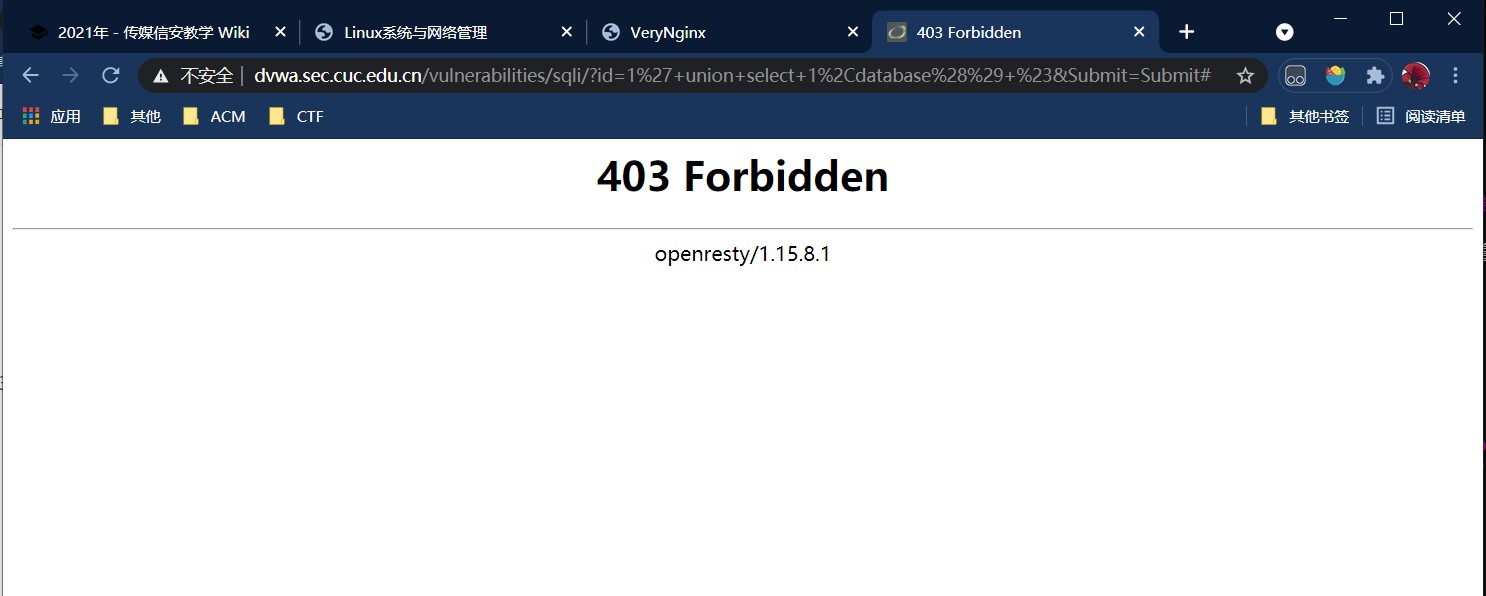 2021年 - 传媒信安教学 Wiki
Linux系统与网络管理
VeryNginx
403 Forbidden
不安全 | dvwa.sec.cuc.edu.cn/vulnerabilities/sqli/?id=1%27+union+select+1%2Cdatabase%28%29+%23&Submit=Submit#
应用 其他 ACM CTF 其他书签 阅读清单
403 Forbidden
openresty/1.15.8.1